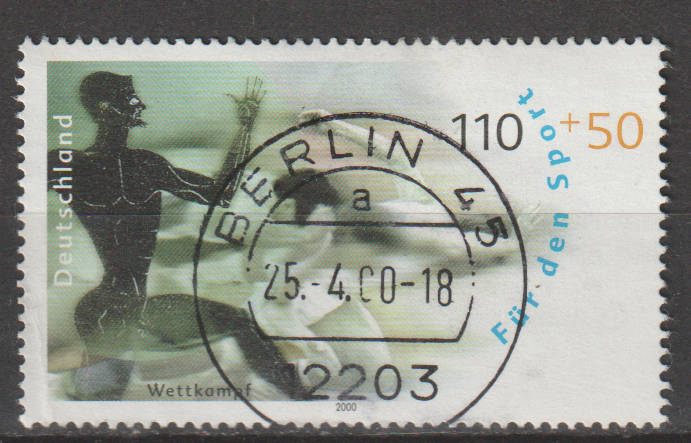 Deutschland
110 +50
Für den Sport
Wettkampf
2000
BERLIN 45
a
25.-4.00-18
12203